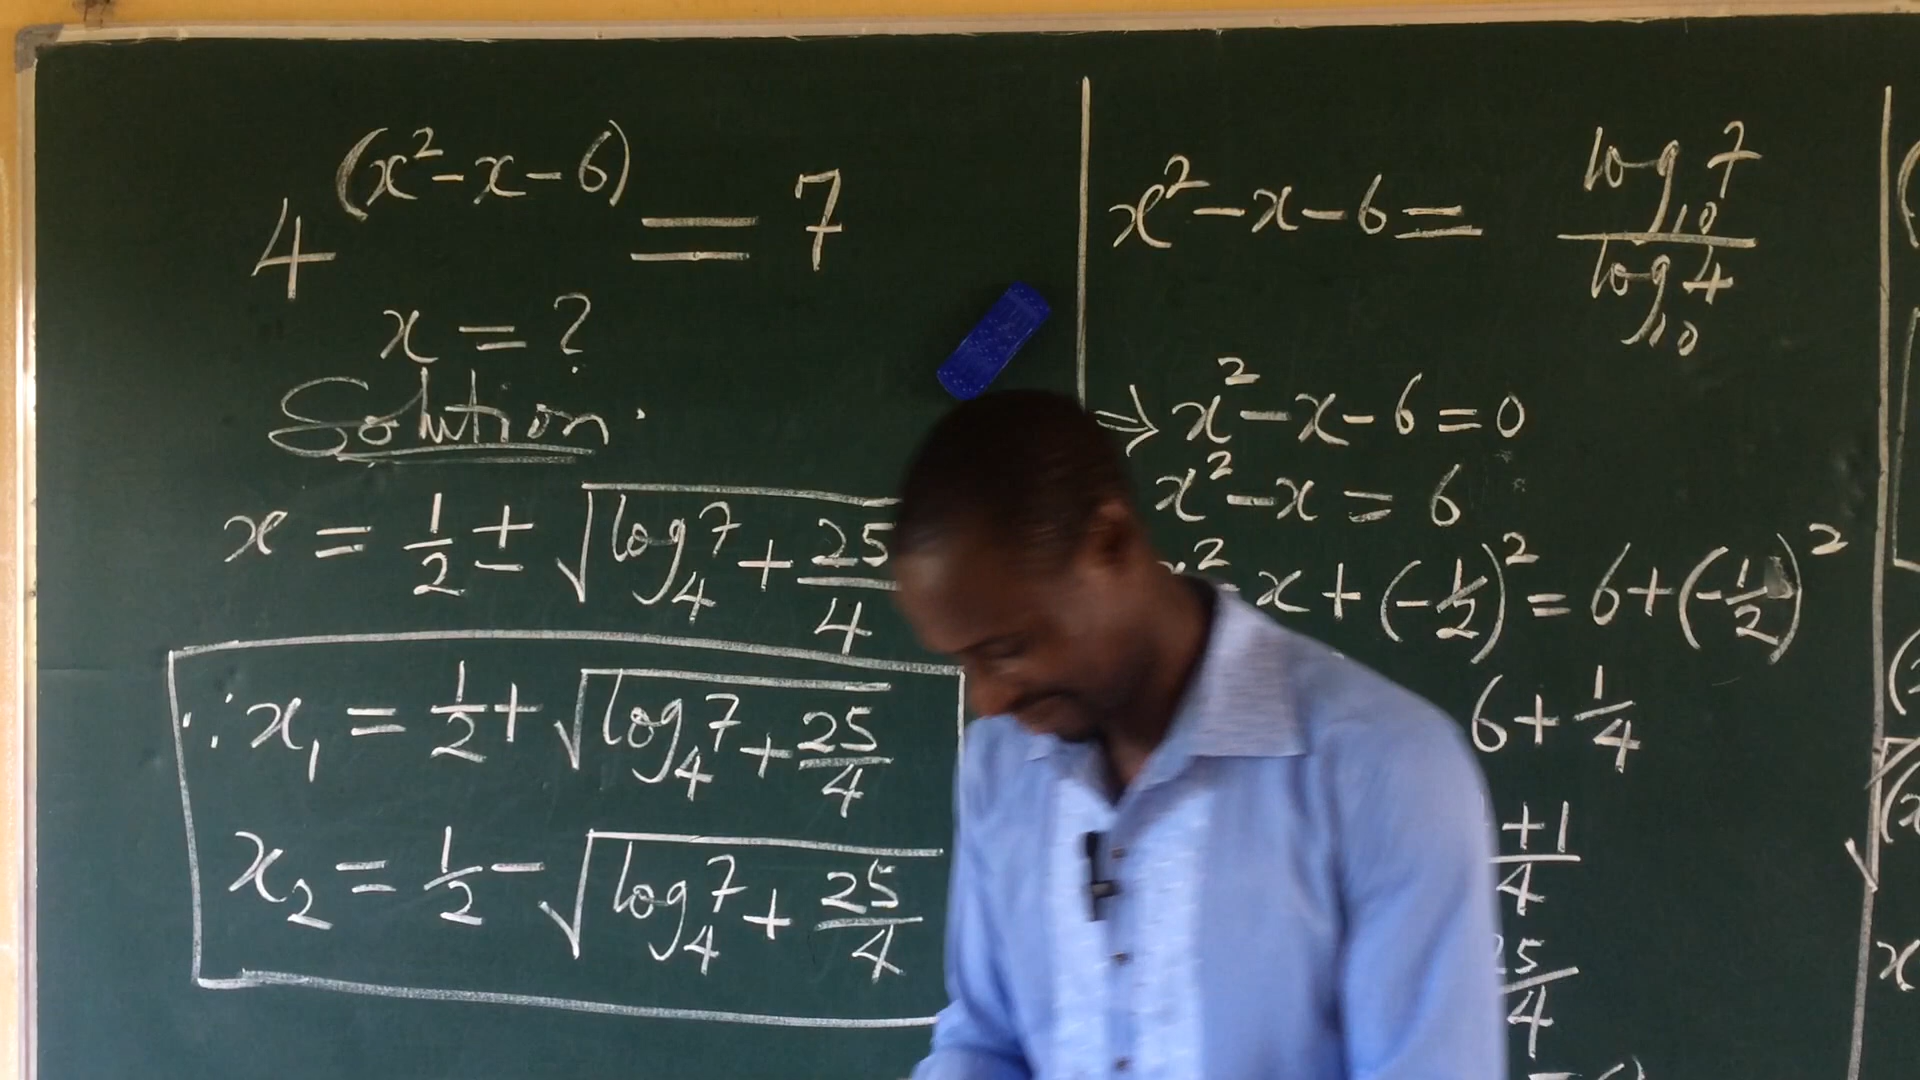 4^(x²-x-6) = 7
x = ?
Solution.
x = 1/2 ± √(log₄7 + 25/4)
∴ x₁ = 1/2 + √(log₄7 + 25/4)
x₂ = 1/2 - √(log₄7 + 25/4)
x² - x - 6 = log₁₀7 / log₁₀4
⇒ x² - x - 6 = 0
x² - x = 6
x² - x + (-1/2)² = 6 + (-1/2)²
6 + 1/4
+1/4
25/4